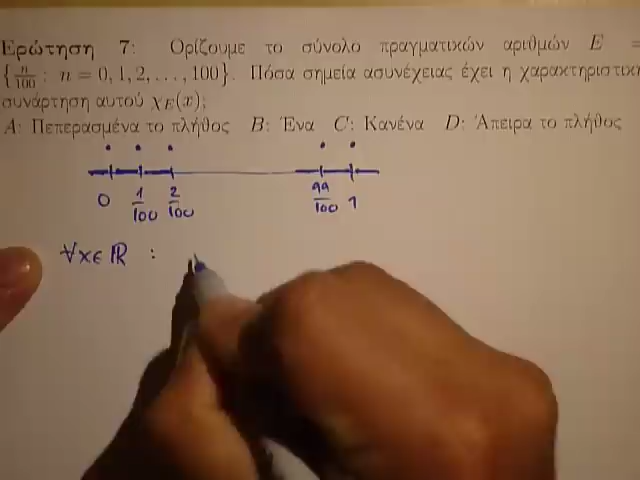 Ερώτηση 7: Ορίζουμε το σύνολο πραγματικών αριθμών E =
{n/100 : n = 0, 1, 2, ..., 100}. Πόσα σημεία ασυνέχειας έχει η χαρακτηριστικ
συνάρτηση αυτού χ_E(x);
A: Πεπερασμένα το πλήθος B: Ένα C: Κανένα D: Άπειρα το πλήθος
0 1/100 2/100 99/100 1
∀x∈ℝ :